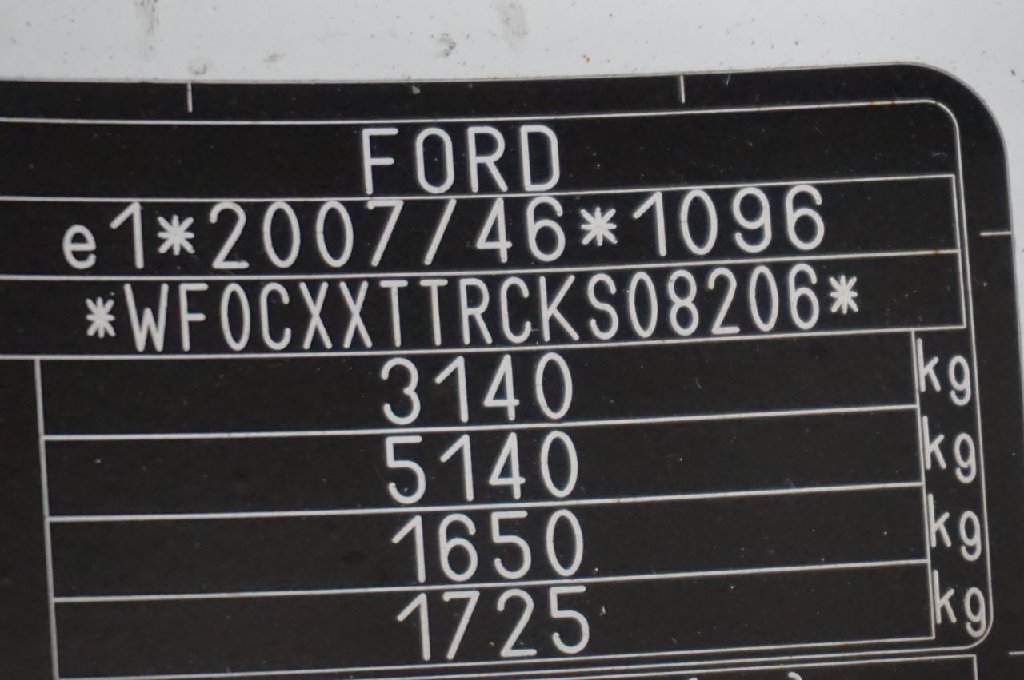 FORD
e1*2007/46*1096
*WF0CXXTTRCKS08206*
3140 kg
5140 kg
1650 kg
1725 kg